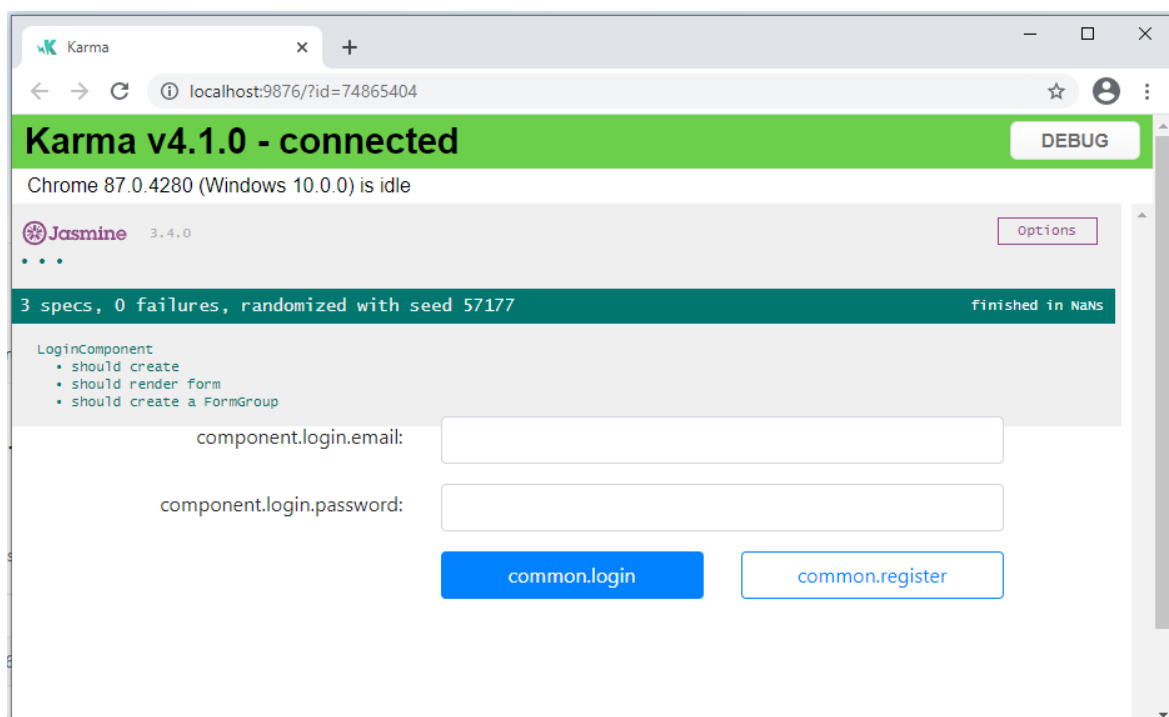 Karma
localhost:9876/?id=74865404
Karma v4.1.0 - connected
DEBUG
Chrome 87.0.4280 (Windows 10.0.0) is idle
Jasmine 3.4.0
Options
• • •
3 specs, 0 failures, randomized with seed 57177
finished in NaNs
LoginComponent
• should create
• should render form
• should create a FormGroup
component.login.email:
component.login.password:
common.login
common.register